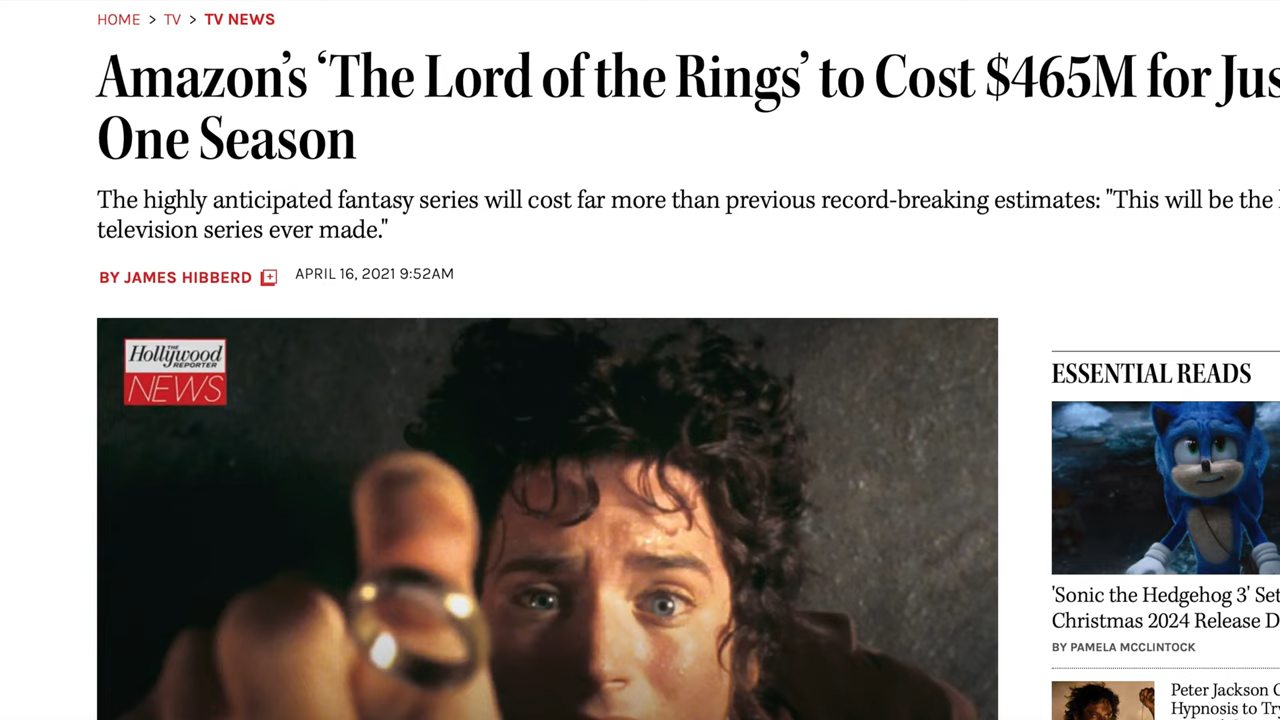 HOME > TV > TV NEWS
Amazon's ‘The Lord of the Rings’ to Cost $465M for Jus
One Season
The highly anticipated fantasy series will cost far more than previous record-breaking estimates: "This will be the
television series ever made."
BY JAMES HIBBERD
APRIL 16, 2021 9:52AM
THE
Hollywood
REPORTER
NEWS
ESSENTIAL READS
'Sonic the Hedgehog 3' Set
Christmas 2024 Release D
BY PAMELA MCCLINTOCK
Peter Jackson C
Hypnosis to Try